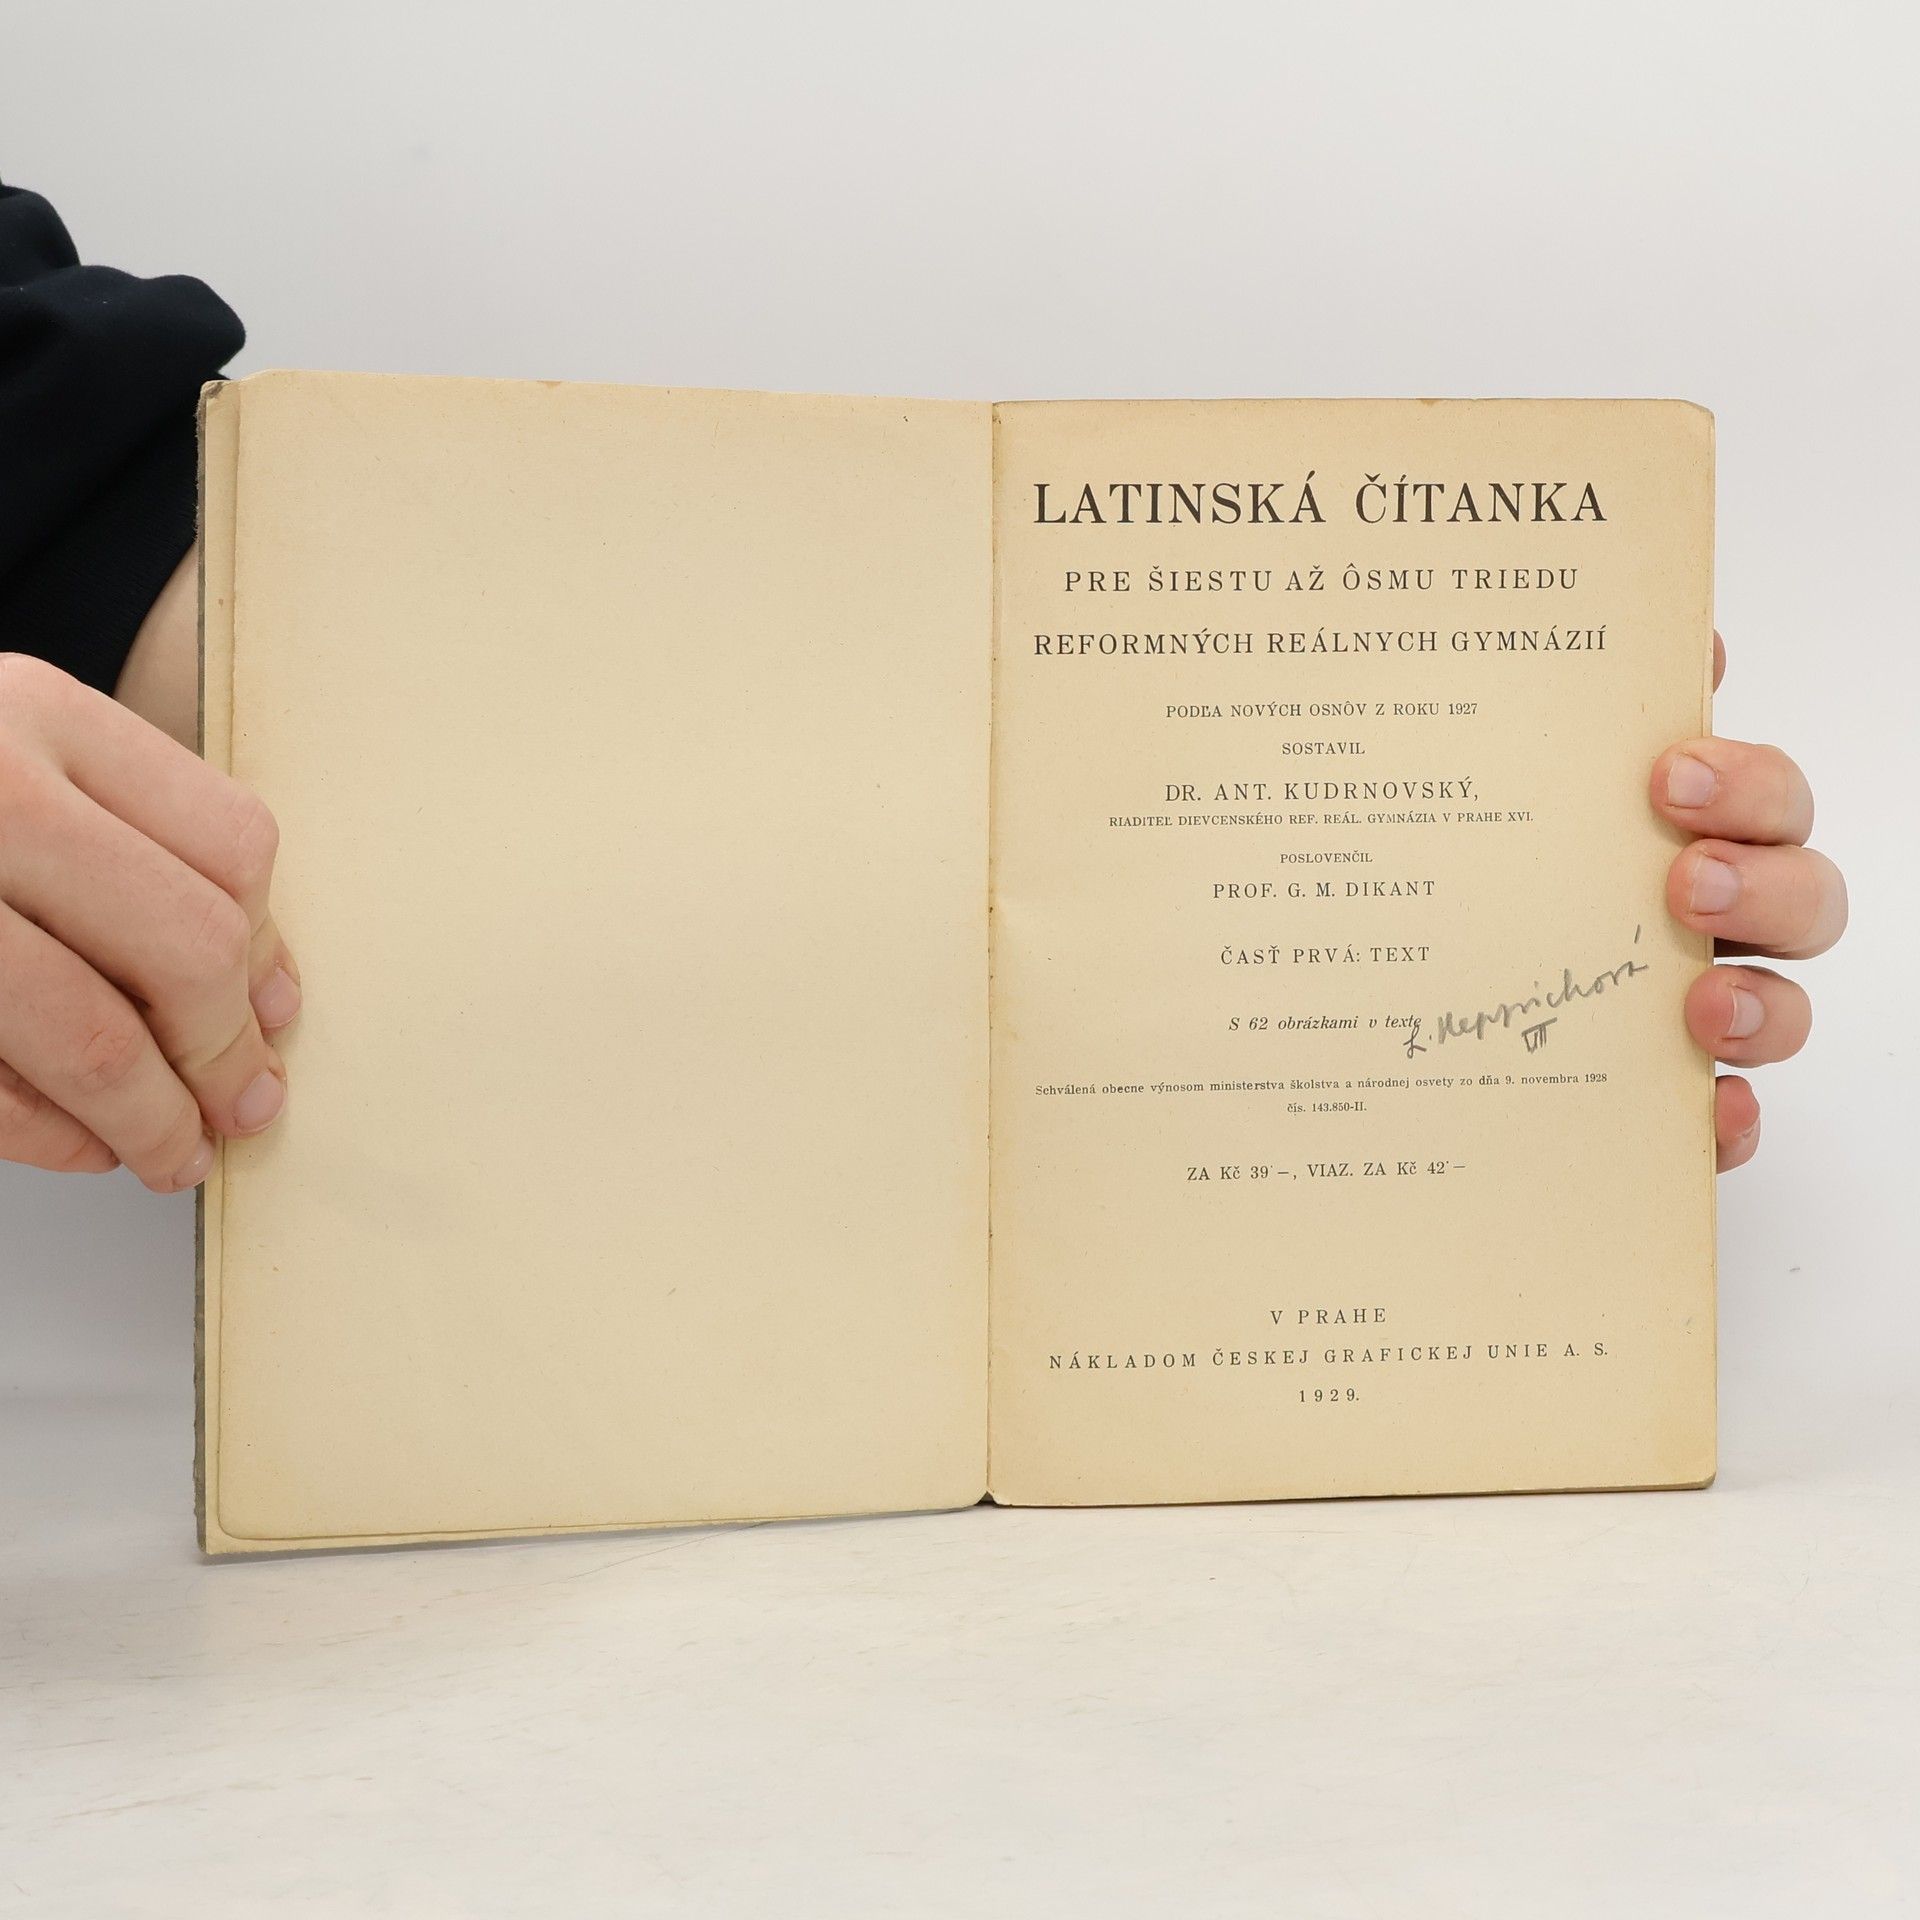 LATINSKÁ ČÍTANKA
PRE ŠIESTU AŽ ÔSMU TRIEDU
REFORMNÝCH REÁLNYCH GYMNÁZIÍ
PODĽA NOVÝCH OSNÔV Z ROKU 1927
SOSTAVIL
DR. ANT. KUDRNOVSKÝ,
RIADITEĽ DIEVCENSKÉHO REF. REÁL. GYMNÁZIA V PRAHE XVI.
POSLOVENČIL
PROF. G. M. DIKANT
ČASŤ PRVÁ: TEXT
S 62 obrázkami v texte
L.
VII
Schválená obecne výnosom ministerstva školstva a národnej osvety zo dňa 9. novembra 1928
čís. 143.850-II.
ZA Kč 39·–, VIAZ. ZA Kč 42·–
V PRAHE
NÁKLADOM ČESKEJ GRAFICKEJ UNIE A. S.
1929.